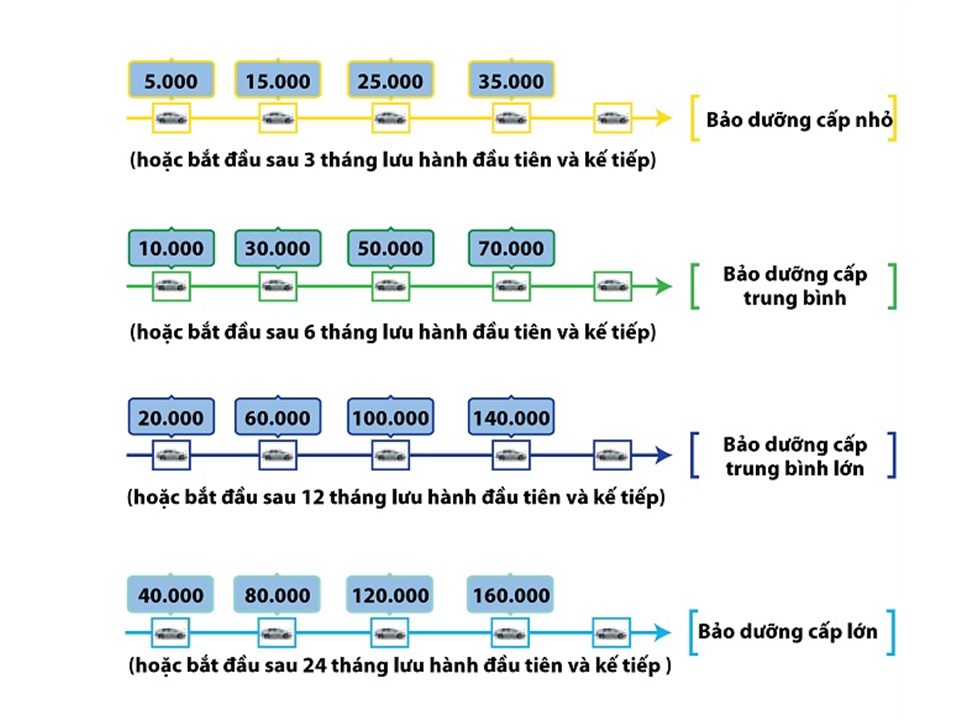 5.000 15.000 25.000 35.000
Bảo dưỡng cấp nhỏ
(hoặc bắt đầu sau 3 tháng lưu hành đầu tiên và kế tiếp)
10.000 30.000 50.000 70.000
Bảo dưỡng cấp
trung bình
(hoặc bắt đầu sau 6 tháng lưu hành đầu tiên và kế tiếp)
20.000 60.000 100.000 140.000
Bảo dưỡng cấp
trung bình lớn
(hoặc bắt đầu sau 12 tháng lưu hành đầu tiên và kế tiếp)
40.000 80.000 120.000 160.000
Bảo dưỡng cấp lớn
(hoặc bắt đầu sau 24 tháng lưu hành đầu tiên và kế tiếp )